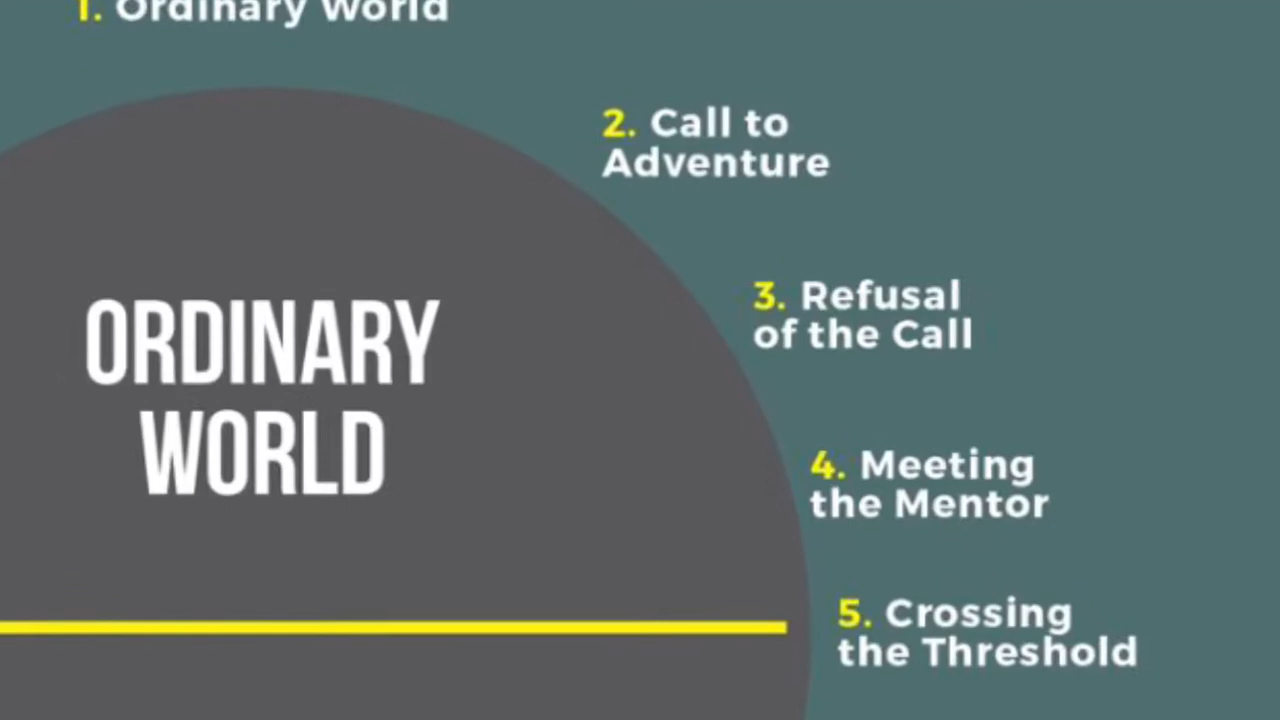 1. Ordinary World
2. Call to
Adventure
3. Refusal
of the Call
ORDINARY
WORLD
4. Meeting
the Mentor
5. Crossing
the Threshold